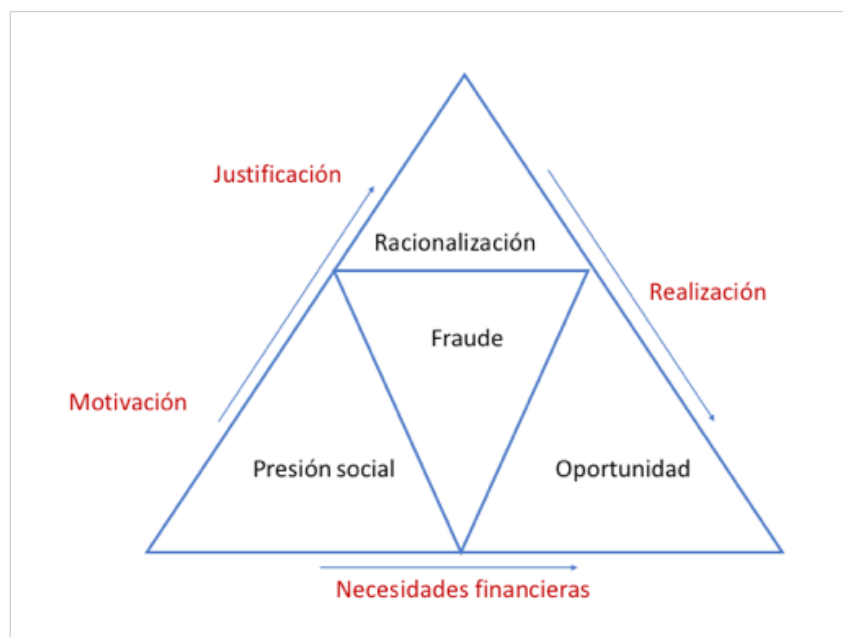 Justificación
Racionalización
Realización
Fraude
Motivación
Presión social
Oportunidad
Necesidades financieras